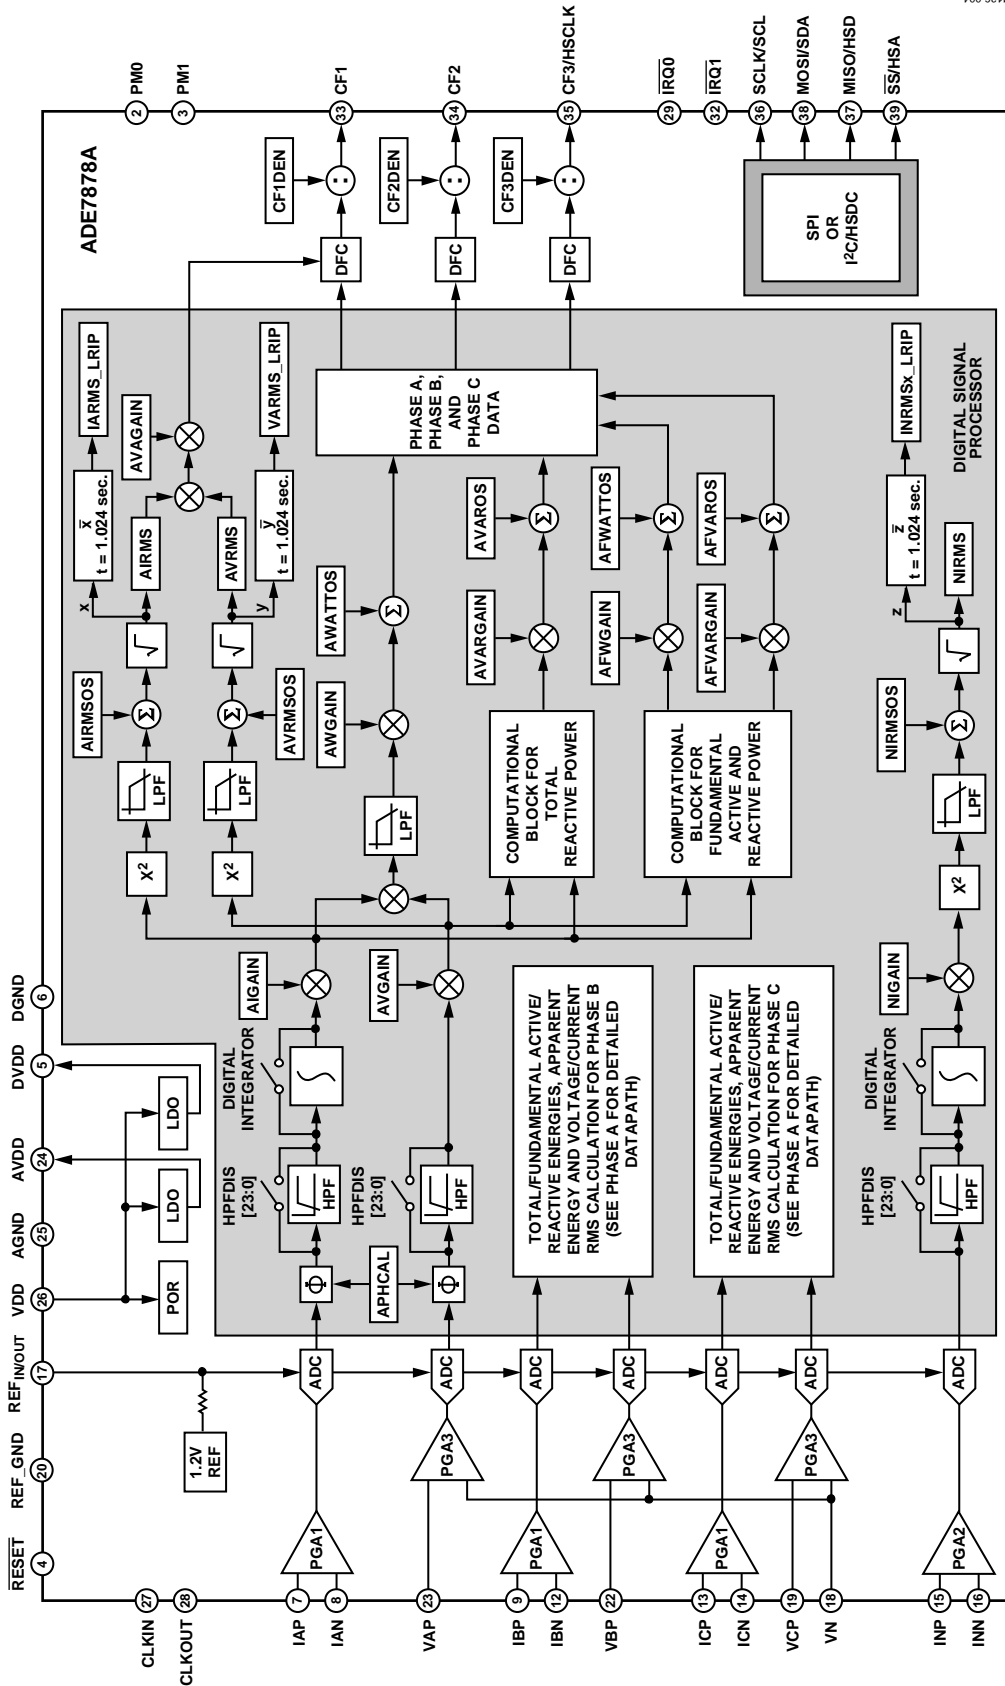 RESET
4
REF_GND
20
REF IN/OUT
17
VDD
26
AGND
25
AVDD
24
DVDD
5
DGND
6
ADE7878A
CLKIN
27
CLKOUT
28
1.2V
REF
POR
LDO
LDO
PM0
2
PM1
3
IAP
7
IAN
8
PGA1
ADC
Φ
HPFDIS
[23:0]
HPF
DIGITAL
INTEGRATOR
AIGAIN
X²
LPF
AIRMSOS
Σ
√
AIRMS
x
x̅
t = 1.024 sec.
IARMS_LRIP
AVAGAIN
X²
LPF
AVRMSOS
Σ
√
AVRMS
y
y̅
t = 1.024 sec.
VARMS_LRIP
APHCAL
VAP
23
PGA3
ADC
Φ
HPFDIS
[23:0]
HPF
AVGAIN
LPF
AWGAIN
AWATTOS
Σ
PHASE A,
PHASE B,
AND
PHASE C
DATA
DFC
CF1DEN
:
33
CF1
DFC
CF2DEN
:
34
CF2
DFC
CF3DEN
:
35
CF3/HSCLK
IBP
9
IBN
12
PGA1
ADC
VBP
22
PGA3
ADC
TOTAL/FUNDAMENTAL ACTIVE/
REACTIVE ENERGIES, APPARENT
ENERGY AND VOLTAGE/CURRENT
RMS CALCULATION FOR PHASE B
(SEE PHASE A FOR DETAILED
DATAPATH)
COMPUTATIONAL
BLOCK FOR
TOTAL
REACTIVE POWER
AVARGAIN
AVAROS
Σ
COMPUTATIONAL
BLOCK FOR
FUNDAMENTAL
ACTIVE AND
REACTIVE POWER
AFWGAIN
AFWATTOS
Σ
AFVARGAIN
AFVAROS
Σ
29
IRQ0
32
IRQ1
ICP
13
ICN
14
PGA1
ADC
VCP
19
VN
18
PGA3
ADC
TOTAL/FUNDAMENTAL ACTIVE/
REACTIVE ENERGIES, APPARENT
ENERGY AND VOLTAGE/CURRENT
RMS CALCULATION FOR PHASE C
(SEE PHASE A FOR DETAILED
DATAPATH)
SPI
OR
I²C/HSDC
36
SCLK/SCL
38
MOSI/SDA
37
MISO/HSD
39
SS/HSA
INP
15
INN
16
PGA2
ADC
HPFDIS
[23:0]
HPF
DIGITAL
INTEGRATOR
NIGAIN
X²
LPF
NIRMSOS
Σ
√
NIRMS
z
z̅
t = 1.024 sec.
INRMSx_LRIP
DIGITAL SIGNAL
PROCESSOR